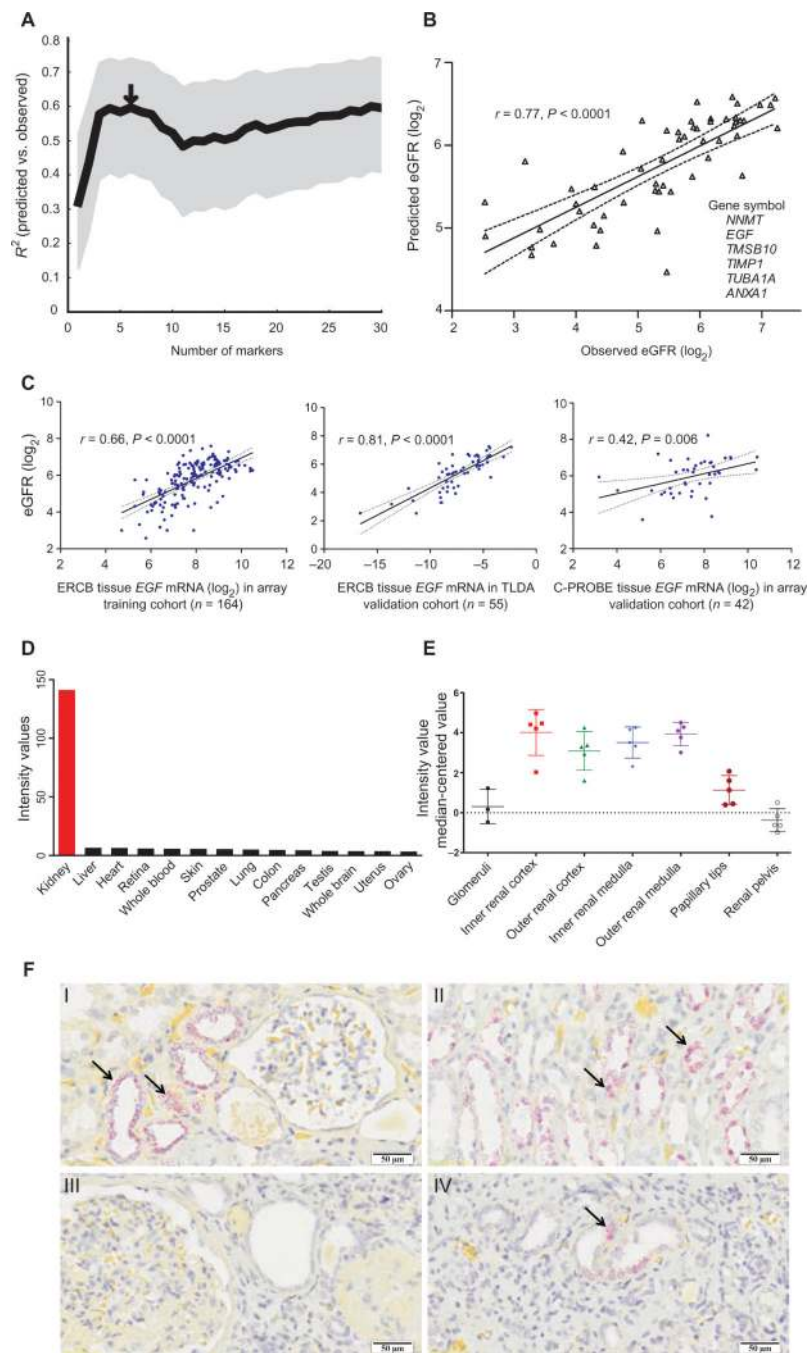 A
R² (predicted vs. observed)
0.8
0.7
0.6
0.5
0.4
0.3
0.2
0.1
0
0 5 10 15 20 25 30
Number of markers
B
Predicted eGFR (log₂)
7
6
5
4
r = 0.77, P < 0.0001
Gene symbol
NNMT
EGF
TMSB10
TIMP1
TUBA1A
ANXA1
2 3 4 5 6 7
Observed eGFR (log₂)
C
eGFR (log₂)
10
8
6
4
2
r = 0.66, P < 0.0001
2 4 6 8 10 12
ERCB tissue EGF mRNA (log₂) in array
training cohort (n = 164)
10
8
6
4
2
0
r = 0.81, P < 0.0001
−20 −15 −10 −5 0
ERCB tissue EGF mRNA in TLDA
validation cohort (n = 55)
10
8
6
4
2
r = 0.42, P = 0.006
2 4 6 8 10 12
C-PROBE tissue EGF mRNA (log₂) in array
validation cohort (n = 42)
D
Intensity values
150
100
50
0
Kidney
Liver
Heart
Retina
Whole blood
Skin
Prostate
Lung
Colon
Pancreas
Testis
Whole brain
Uterus
Ovary
E
Intensity value
median-centered value
6
4
2
0
−2
Glomeruli
Inner renal cortex
Outer renal cortex
Inner renal medulla
Outer renal medulla
Papillary tips
Renal pelvis
F
I
50 µm
II
50 µm
III
50 µm
IV
50 µm